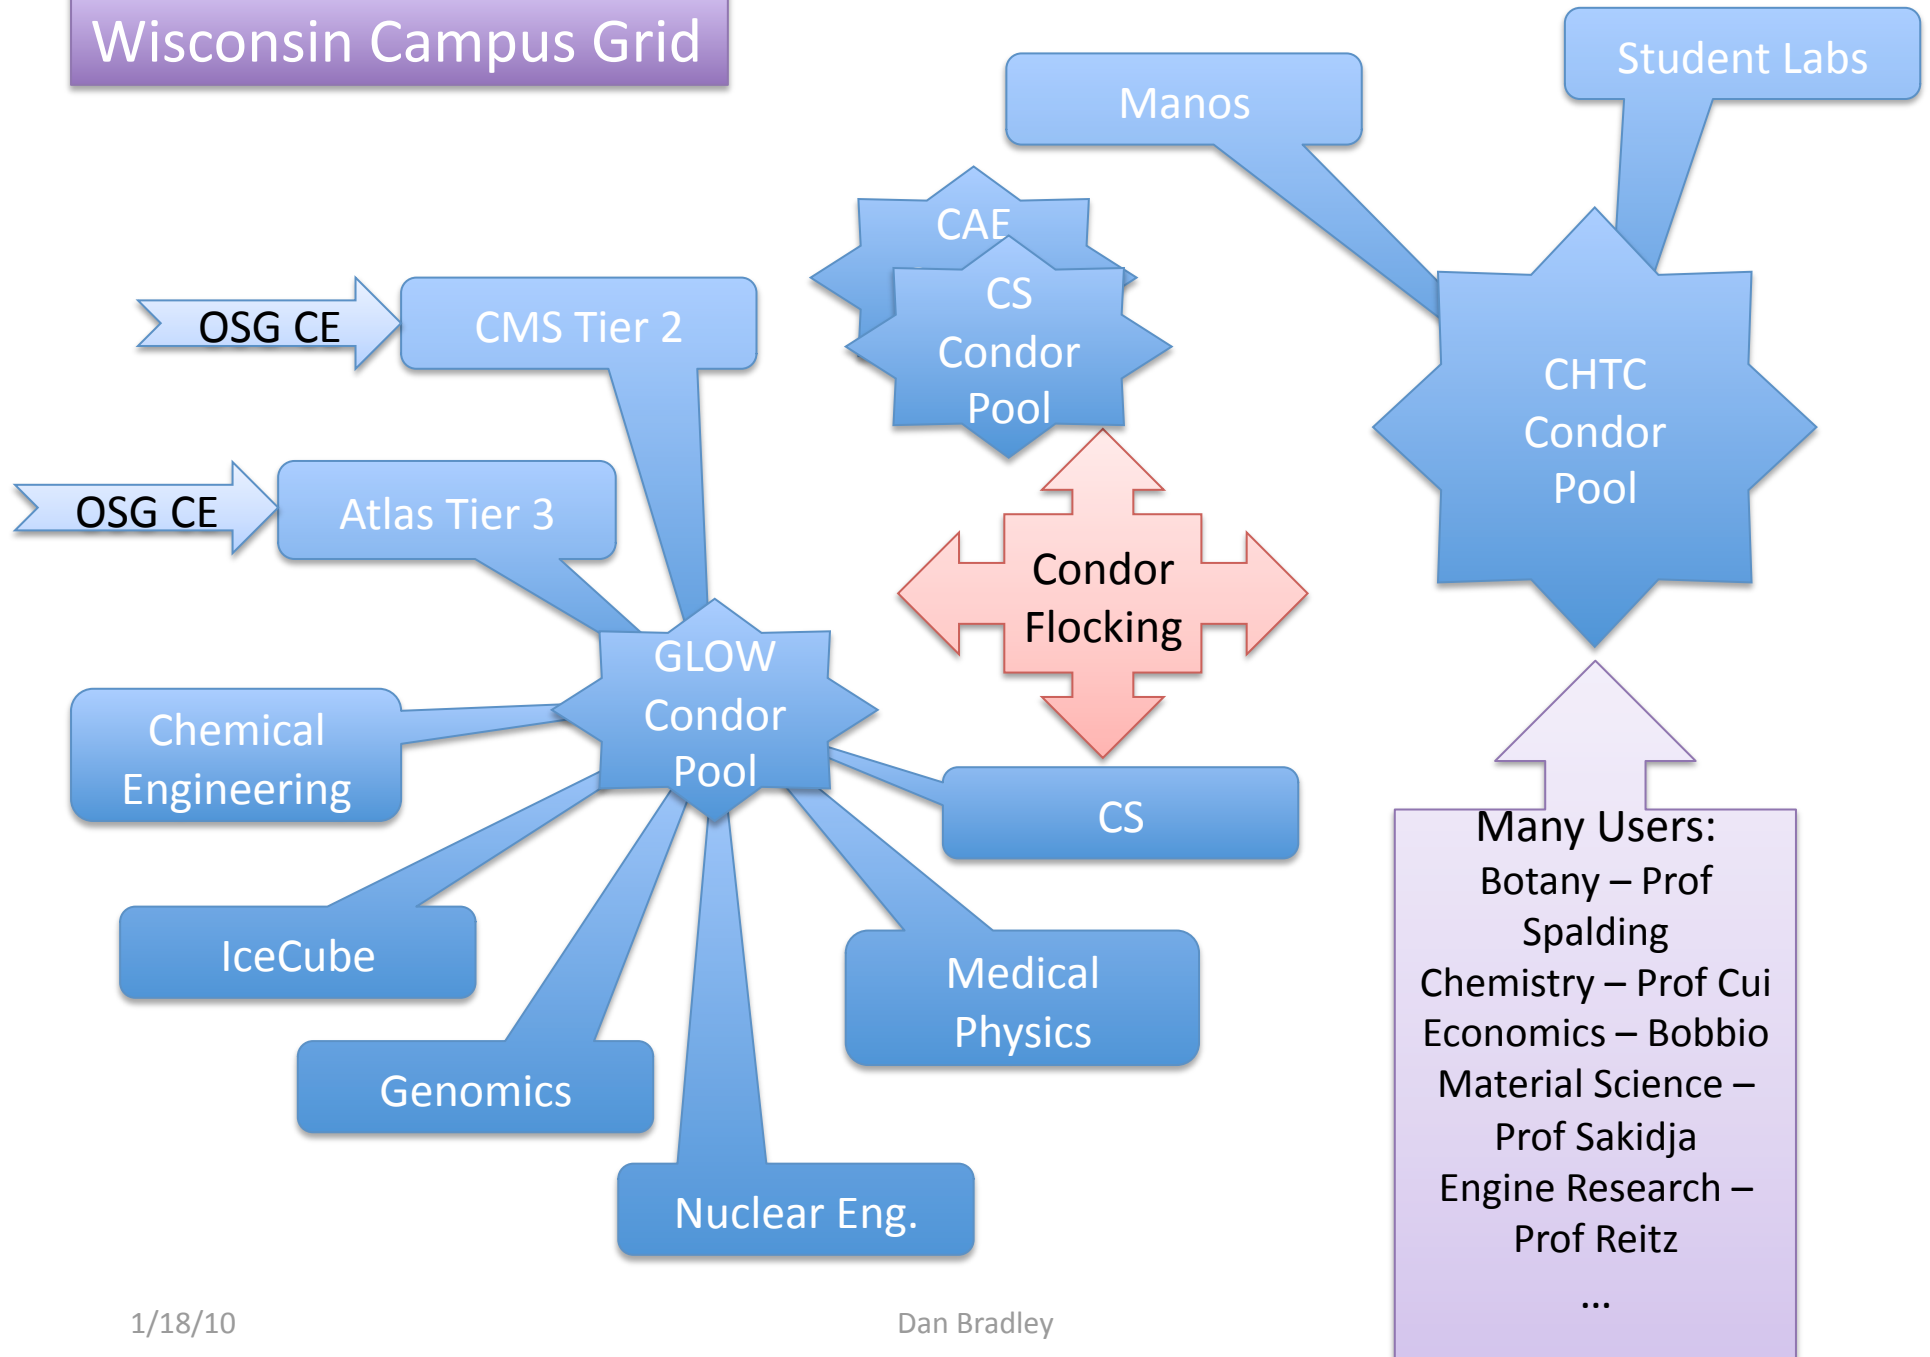 Wisconsin Campus Grid
Student Labs
Manos
CAE
CS
Condor
Pool
OSG CE
CMS Tier 2
CHTC
Condor
Pool
OSG CE
Atlas Tier 3
Condor
Flocking
GLOW
Condor
Pool
Chemical
Engineering
CS
IceCube
Medical
Physics
Genomics
Nuclear Eng.
Many Users:
Botany – Prof
Spalding
Chemistry – Prof Cui
Economics – Bobbio
Material Science –
Prof Sakidja
Engine Research –
Prof Reitz
...
1/18/10
Dan Bradley